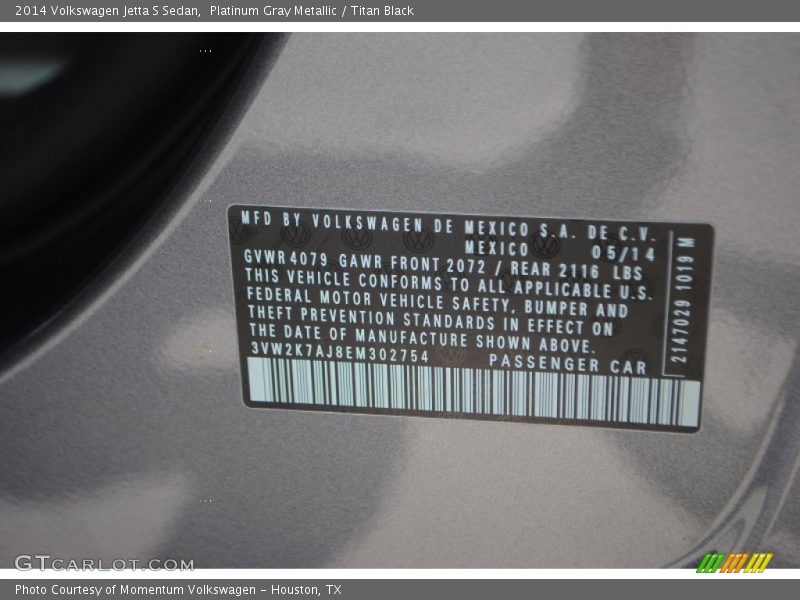 2014 Volkswagen Jetta S Sedan,  Platinum Gray Metallic / Titan Black
MFD BY VOLKSWAGEN DE MEXICO S.A. DE C.V.
MEXICO 05/14
GVWR 4079 GAWR FRONT 2072 / REAR 2116 LBS
THIS VEHICLE CONFORMS TO ALL APPLICABLE U.S.
FEDERAL MOTOR VEHICLE SAFETY, BUMPER AND
THEFT PREVENTION STANDARDS IN EFFECT ON
THE DATE OF MANUFACTURE SHOWN ABOVE.
3VW2K7AJ8EM302754 PASSENGER CAR
2147029 1019 M
GTCARLOT.COM
Photo Courtesy of Momentum Volkswagen - Houston, TX